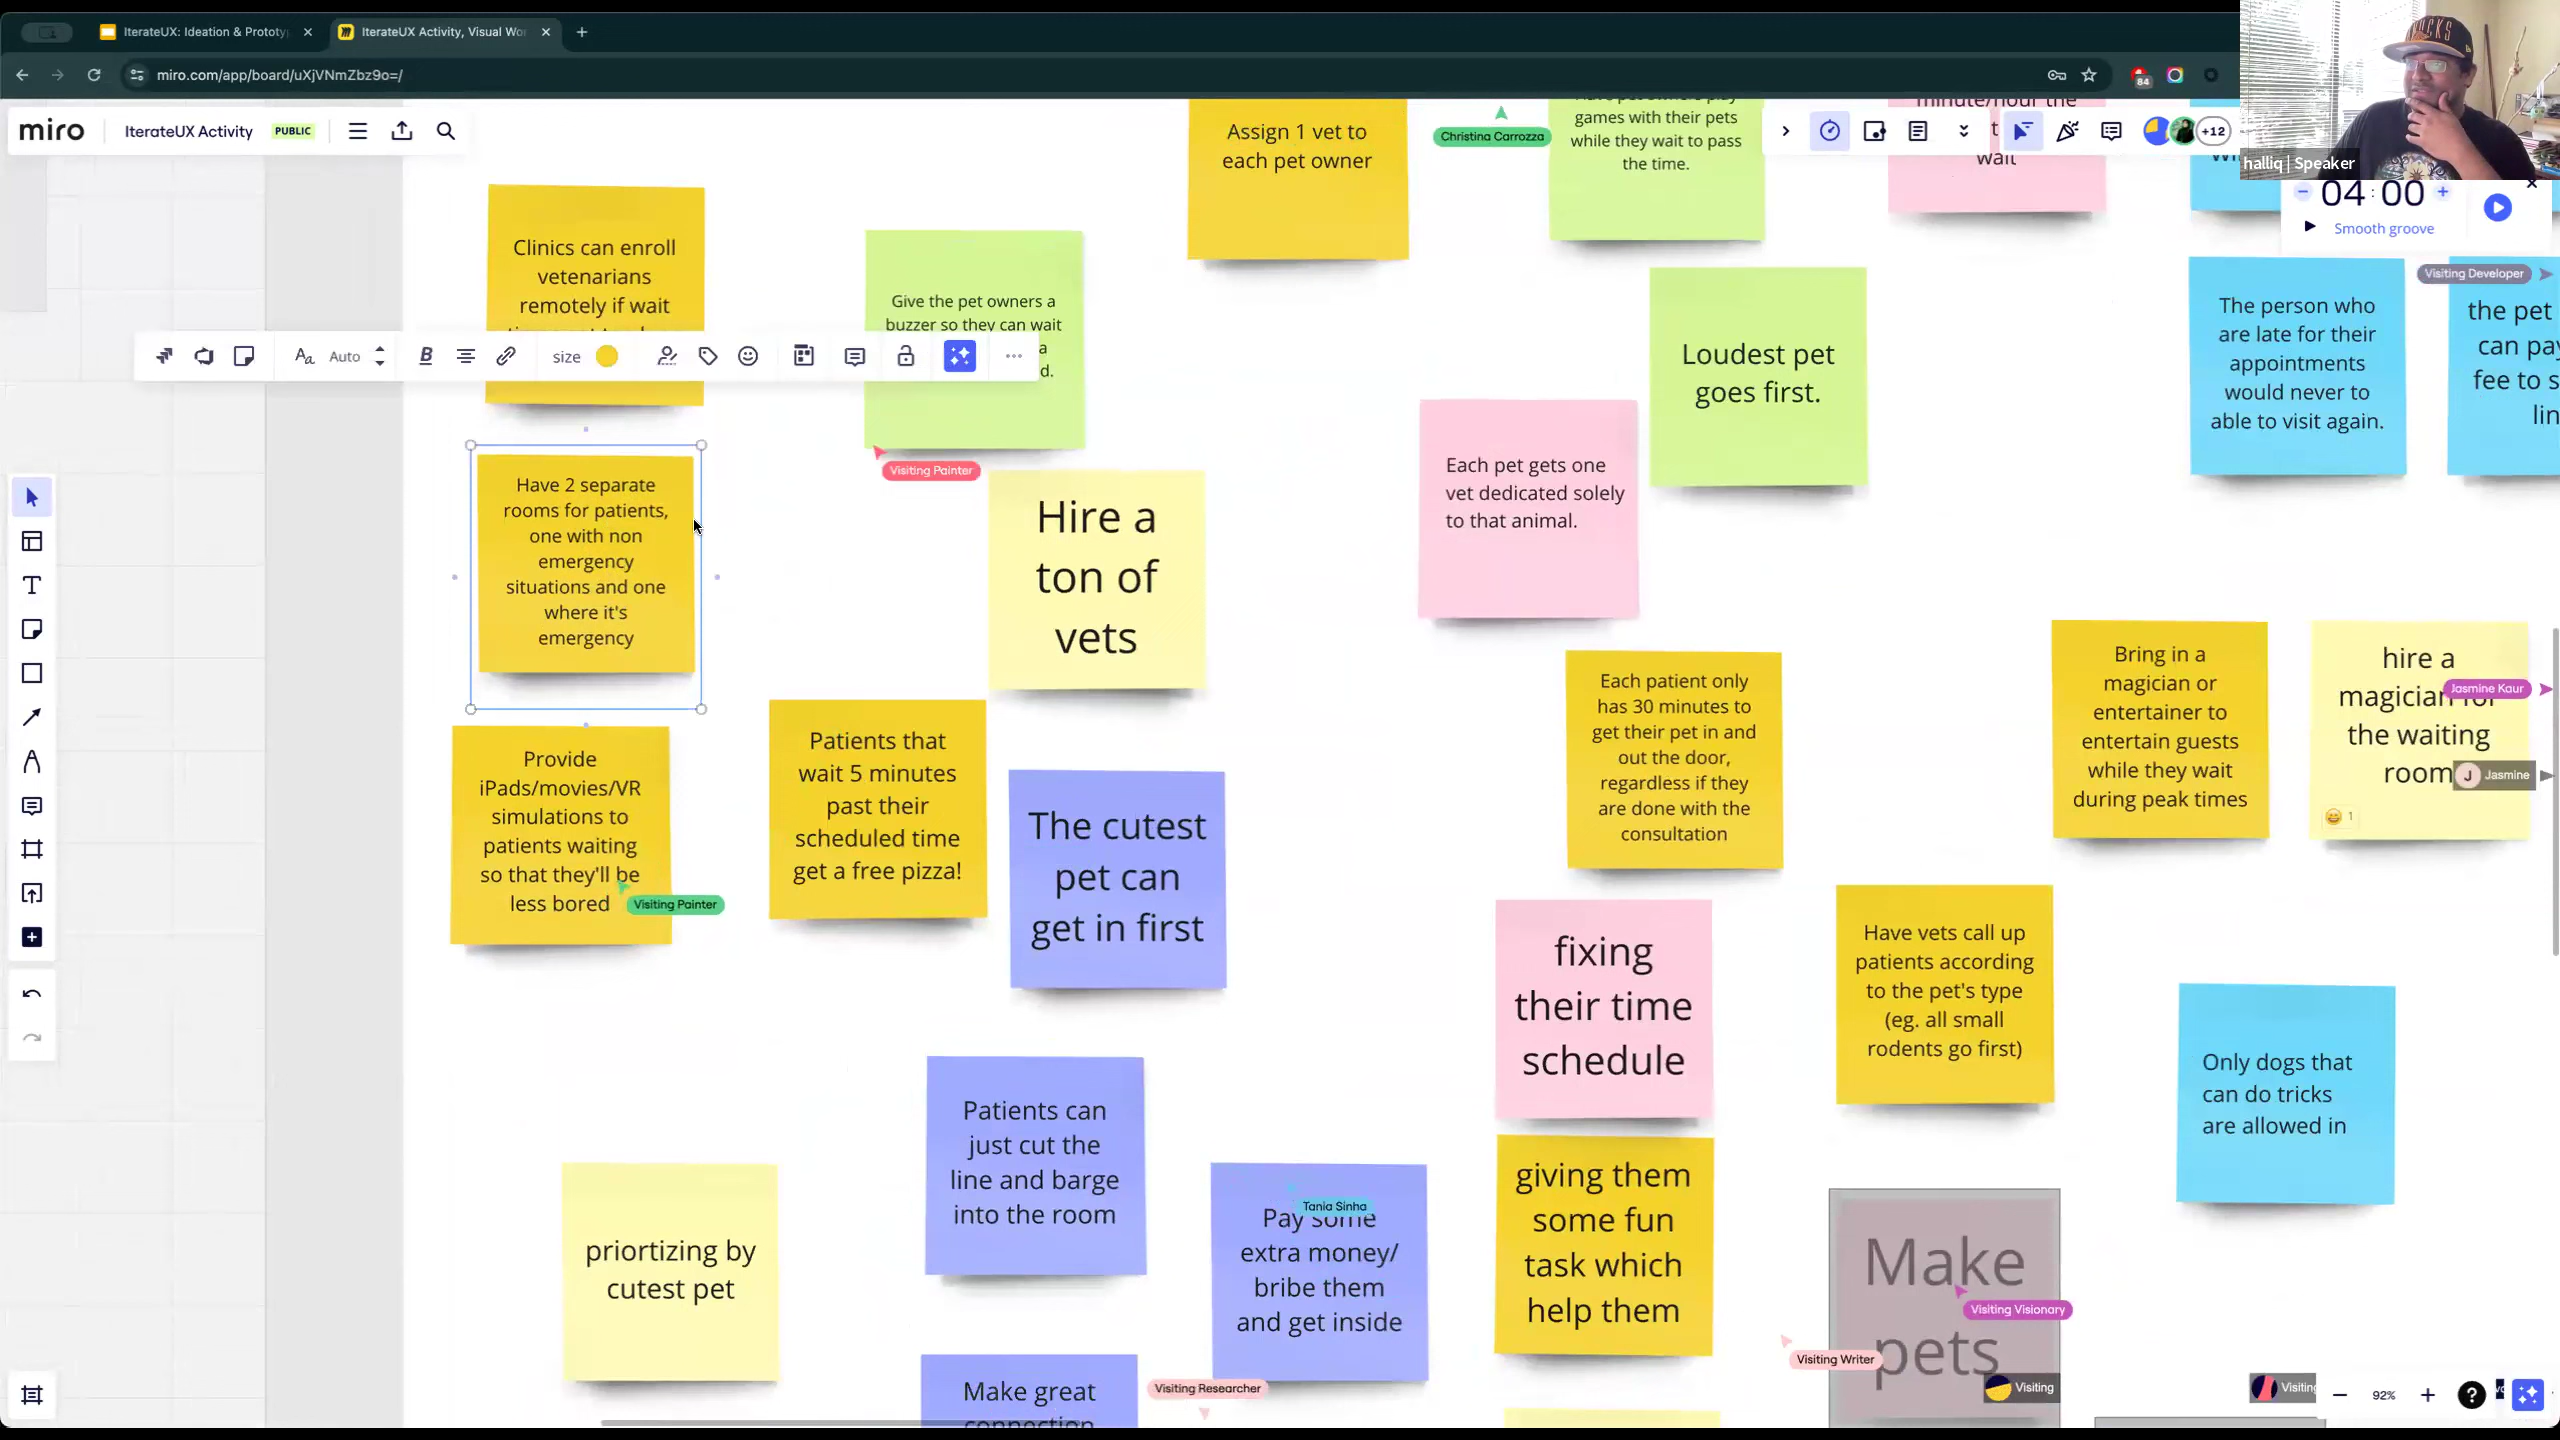 IterateUX: Ideation & Prototy
IterateUX Activity, Visual Wo
miro.com/app/board/uXjVNmZbz9o=/
84
miro
IterateUX Activity
PUBLIC
+12
halliq | Speaker
04 : 00
Smooth groove
Assign 1 vet to
each pet owner
Christina Carrozza
games with their pets
while they wait to pass
the time.
minute/hour the
wait
Clinics can enroll
vetenarians
remotely if wait
Give the pet owners a
buzzer so they can wait
a
d.
Auto
size
Visiting Painter
Loudest pet
goes first.
The person who
are late for their
appointments
would never to
able to visit again.
Visiting Developer
the pet
can pay
fee to s
lin
Have 2 separate
rooms for patients,
one with non
emergency
situations and one
where it's
emergency
Hire a
ton of
vets
Each pet gets one
vet dedicated solely
to that animal.
Provide
iPads/movies/VR
simulations to
patients waiting
so that they'll be
less bored
Visiting Painter
Patients that
wait 5 minutes
past their
scheduled time
get a free pizza!
The cutest
pet can
get in first
Each patient only
has 30 minutes to
get their pet in and
out the door,
regardless if they
are done with the
consultation
Bring in a
magician or
entertainer to
entertain guests
while they wait
during peak times
hire a
magician for
the waiting
room
1
Jasmine Kaur
J Jasmine
fixing
their time
schedule
Have vets call up
patients according
to the pet's type
(eg. all small
rodents go first)
Only dogs that
can do tricks
are allowed in
priortizing by
cutest pet
Patients can
just cut the
line and barge
into the room
Tania Sinha
Pay some
extra money/
bribe them
and get inside
giving them
some fun
task which
help them
Make
pets
Visiting Visionary
Visiting Writer
Visiting
Visiting
Make great
connection
Visiting Researcher
92%